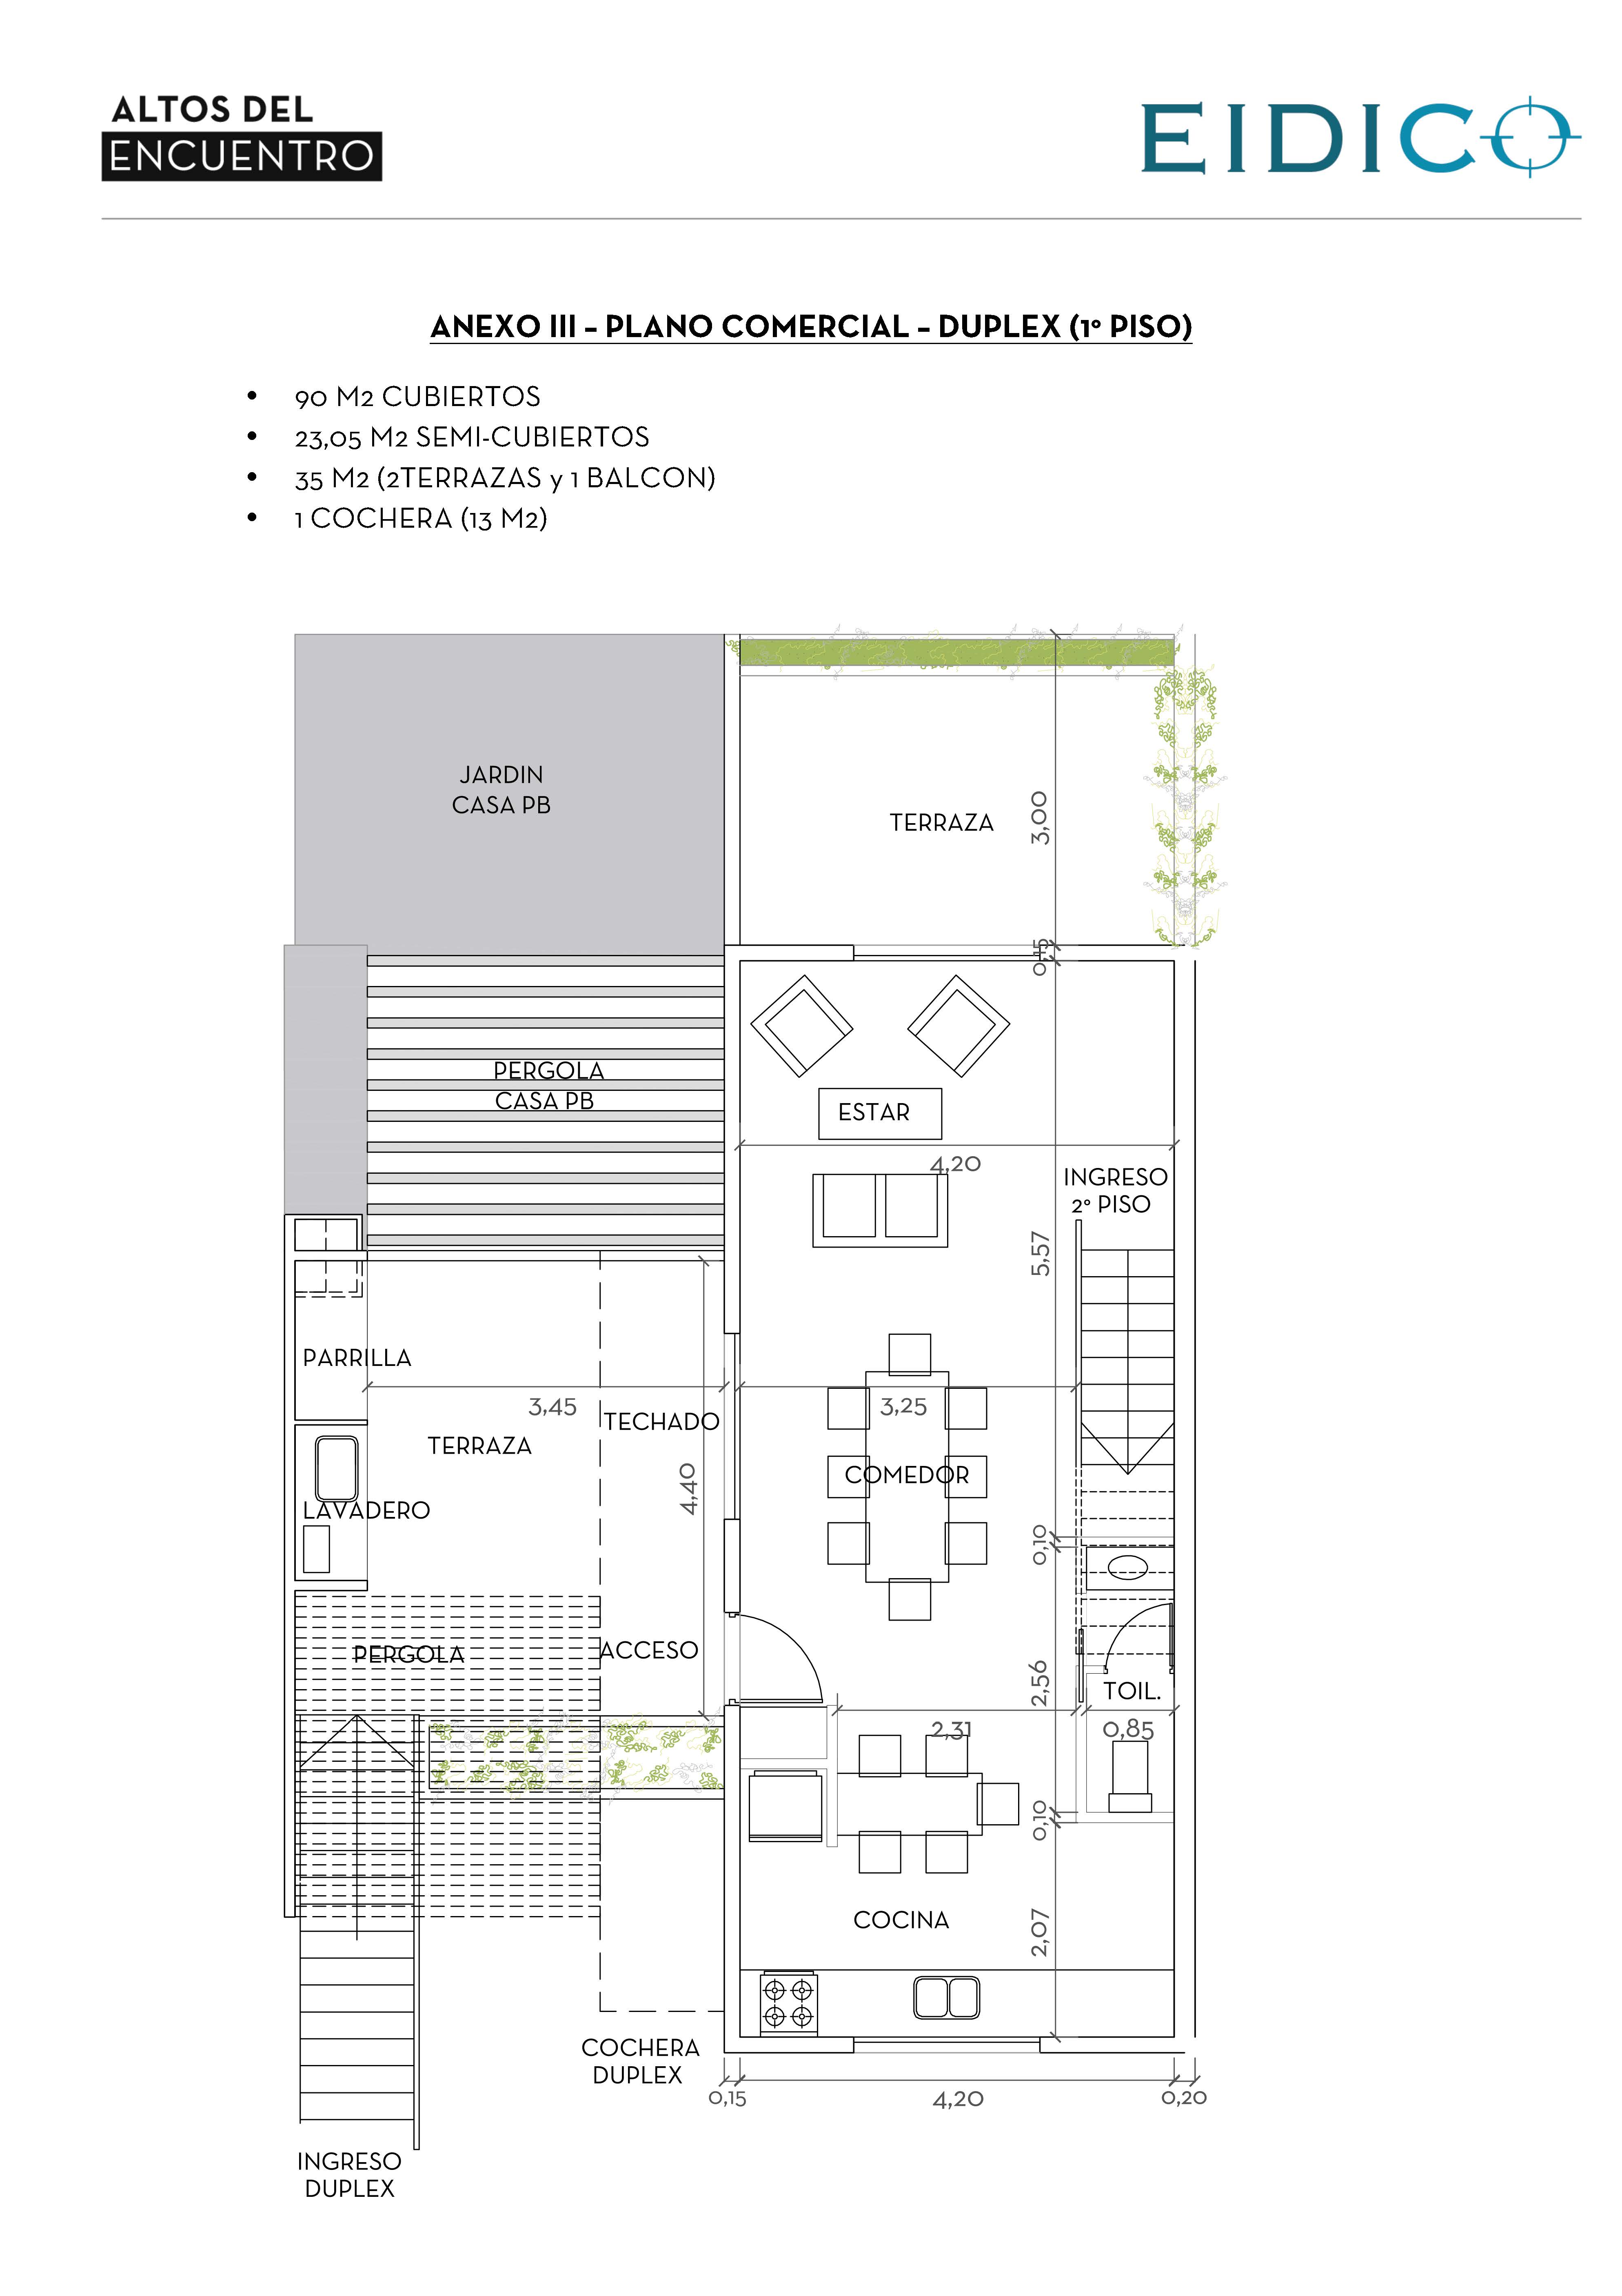 ALTOS DEL
ENCUENTRO
EIDICO
ANEXO III – PLANO COMERCIAL – DUPLEX (1º PISO)
• 90 M2 CUBIERTOS
• 23,05 M2 SEMI-CUBIERTOS
• 35 M2 (2TERRAZAS y 1 BALCON)
• 1 COCHERA (13 M2)
JARDIN
CASA PB
TERRAZA
3,00
0,15
PERGOLA
CASA PB
ESTAR
4,20
INGRESO
2º PISO
5,57
PARRILLA
3,45
3,25
TECHADO
TERRAZA
COMEDOR
4,40
LAVADERO
0,10
PERGOLA
ACCESO
2,56
TOIL.
2,31
0,85
0,10
COCINA
2,07
COCHERA
DUPLEX
0,15
4,20
0,20
INGRESO
DUPLEX